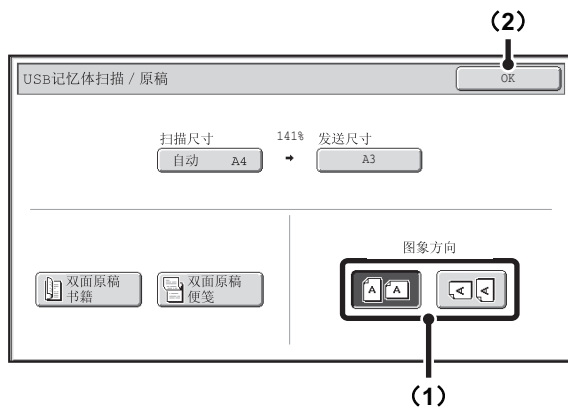 (2)
USB记忆体扫描 / 原稿
OK
扫描尺寸
141%
发送尺寸
自动 A4
➞
A3
图象方向
双面原稿
书籍
双面原稿
便笺
A A
A A
(1)